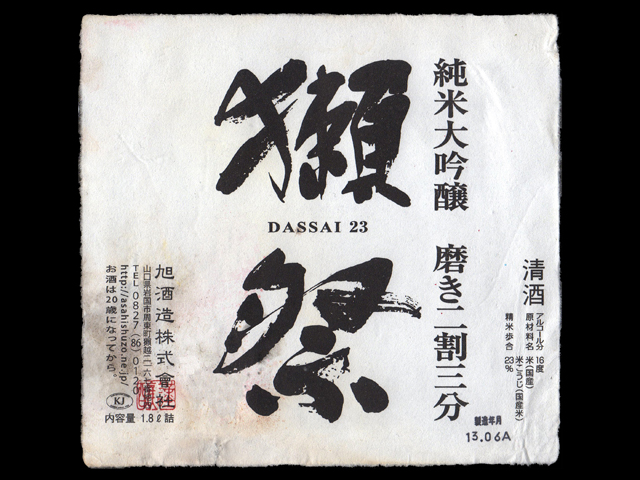 純米大吟醸 磨き二割三分
獺祭
DASSAI 23
清酒
アルコール分 16度
原材料名 米(国産)
米こうじ(国産米)
精米歩合 23%
製造年月
13.06A
旭酒造株式會社
山口県岩国市周東町獺越二一六
TEL 0827(86)0120
http://asahishuzo.ne.jp/
お酒は20歳になってから。
KJ
内容量 1.8ℓ詰